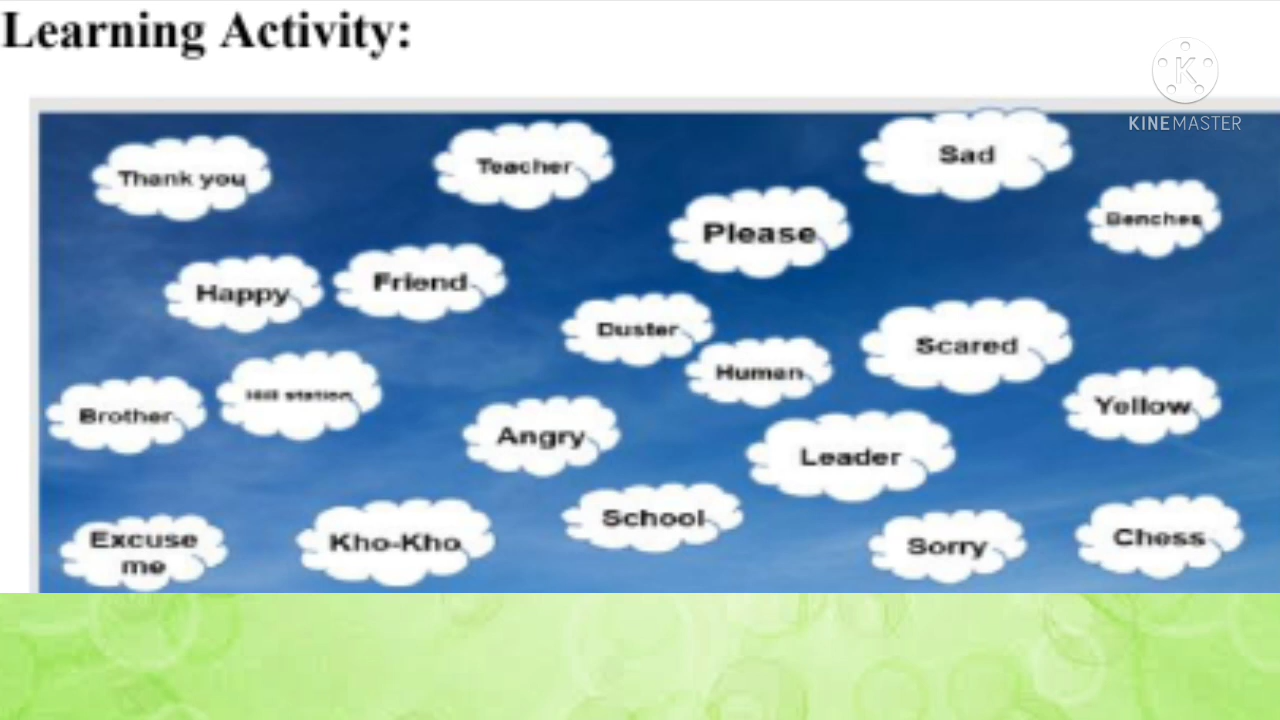 Learning Activity:
KINEMASTER
Thank you
Teacher
Sad
Please
Benches
Happy
Friend
Duster
Human
Scared
Brother
Hill station
Angry
Leader
Yellow
Excuse
me
Kho-Kho
School
Sorry
Chess